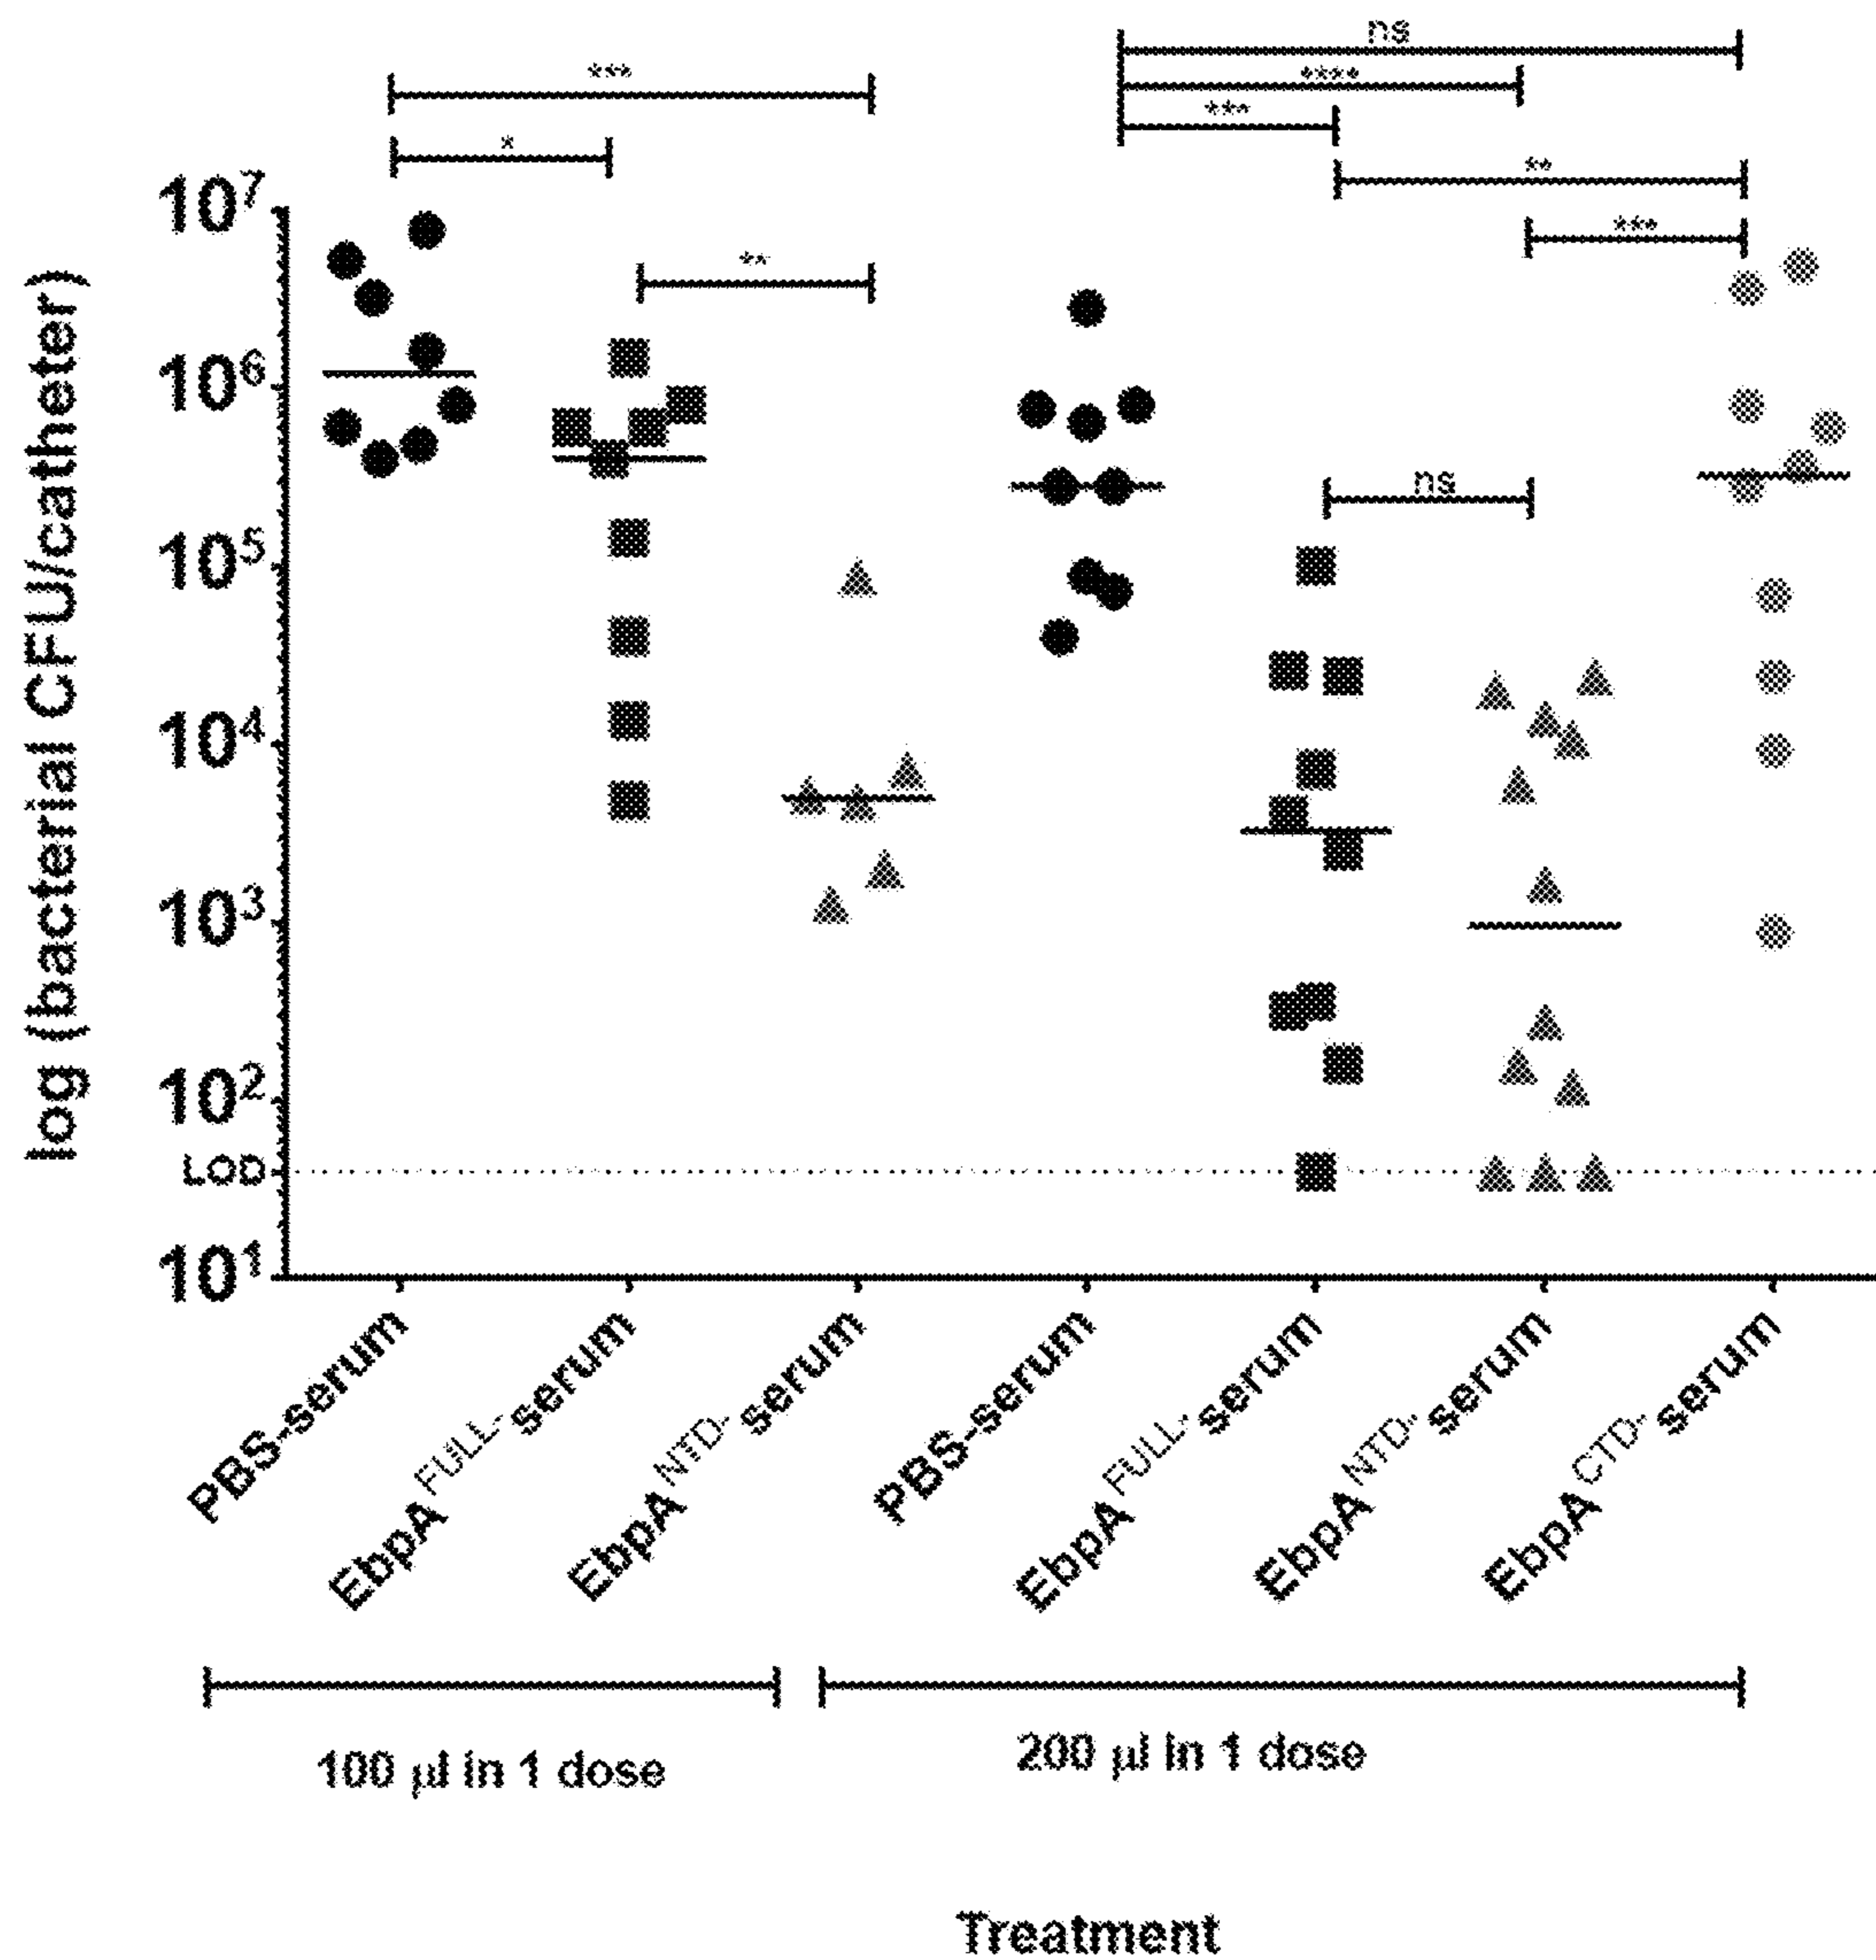 ns
***
****
***
*
**
***
**
ns
log (bacterial CFU/catheter)
10⁷
10⁶
10⁵
10⁴
10³
10²
LOD
10¹
PBS-serum
EbpA^FULL- serum
EbpA^NTD- serum
PBS-serum
EbpA^FULL- serum
EbpA^NTD- serum
EbpA^CTD- serum
100 µl in 1 dose
200 µl in 1 dose
Treatment